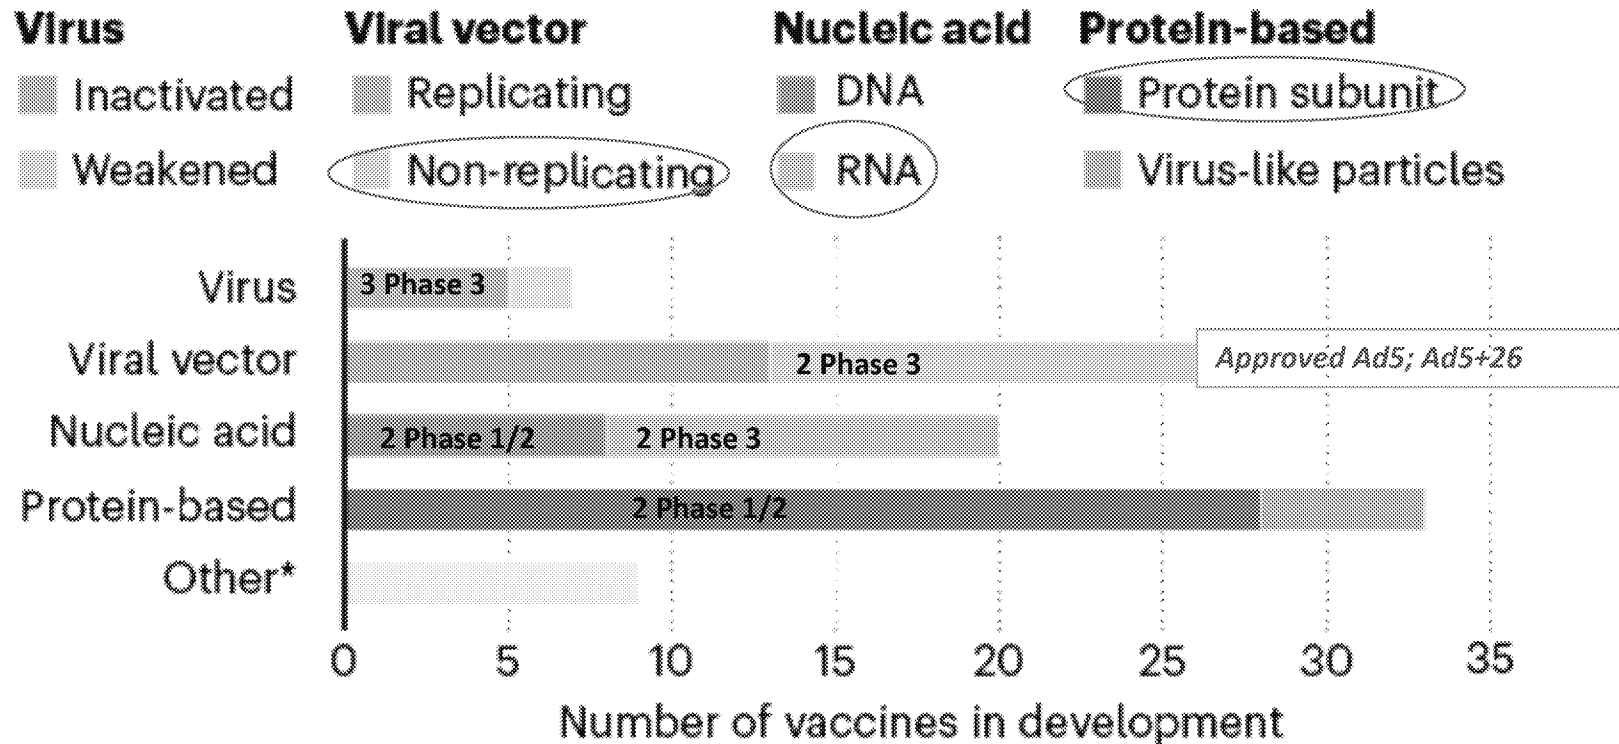 Virus
Viral vector
Nucleic acid
Protein-based
Inactivated
Replicating
DNA
Protein subunit
Weakened
Non-replicating
RNA
Virus-like particles
Virus
3 Phase 3
Viral vector
2 Phase 3
Approved Ad5; Ad5+26
Nucleic acid
2 Phase 1/2
2 Phase 3
Protein-based
2 Phase 1/2
Other*
0 5 10 15 20 25 30 35
Number of vaccines in development